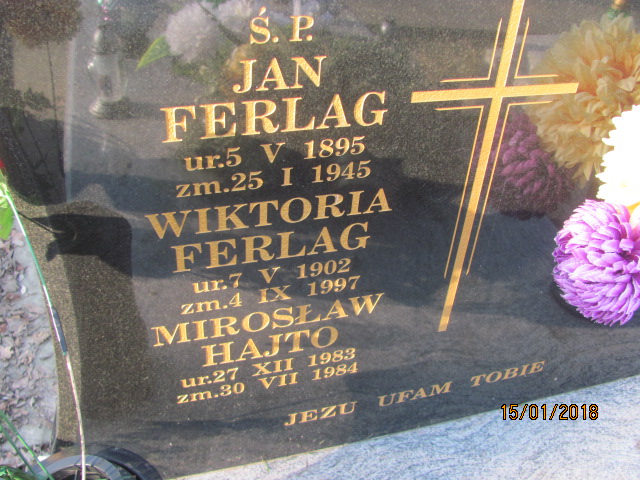 Ś. P.
JAN
FERLAG
ur.5 V 1895
zm.25 I 1945
WIKTORIA
FERLAG
ur.7 V 1902
zm.4 IX 1997
MIROSŁAW
HAJTO
ur.27 XII 1983
zm.30 VII 1984
JEZU UFAM TOBIE
15/01/2018